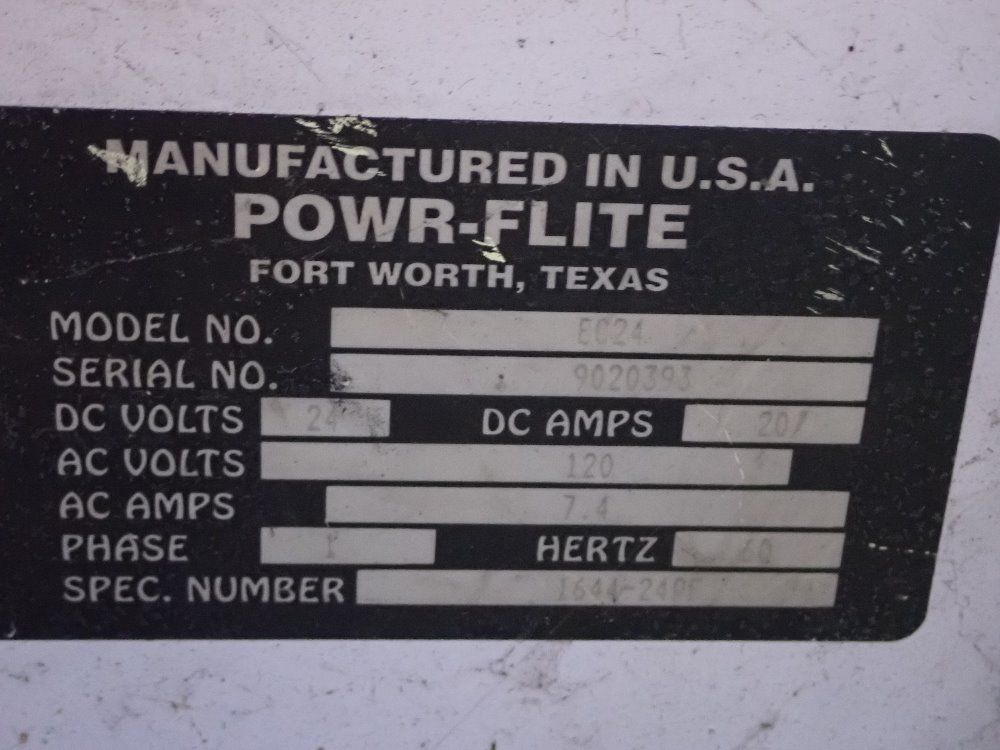 MANUFACTURED IN U.S.A.
POWR-FLITE
FORT WORTH, TEXAS
MODEL NO. EC24
SERIAL NO. 9020393
DC VOLTS 24 DC AMPS 20
AC VOLTS 120
AC AMPS 7.4
PHASE 1 HERTZ 60
SPEC. NUMBER